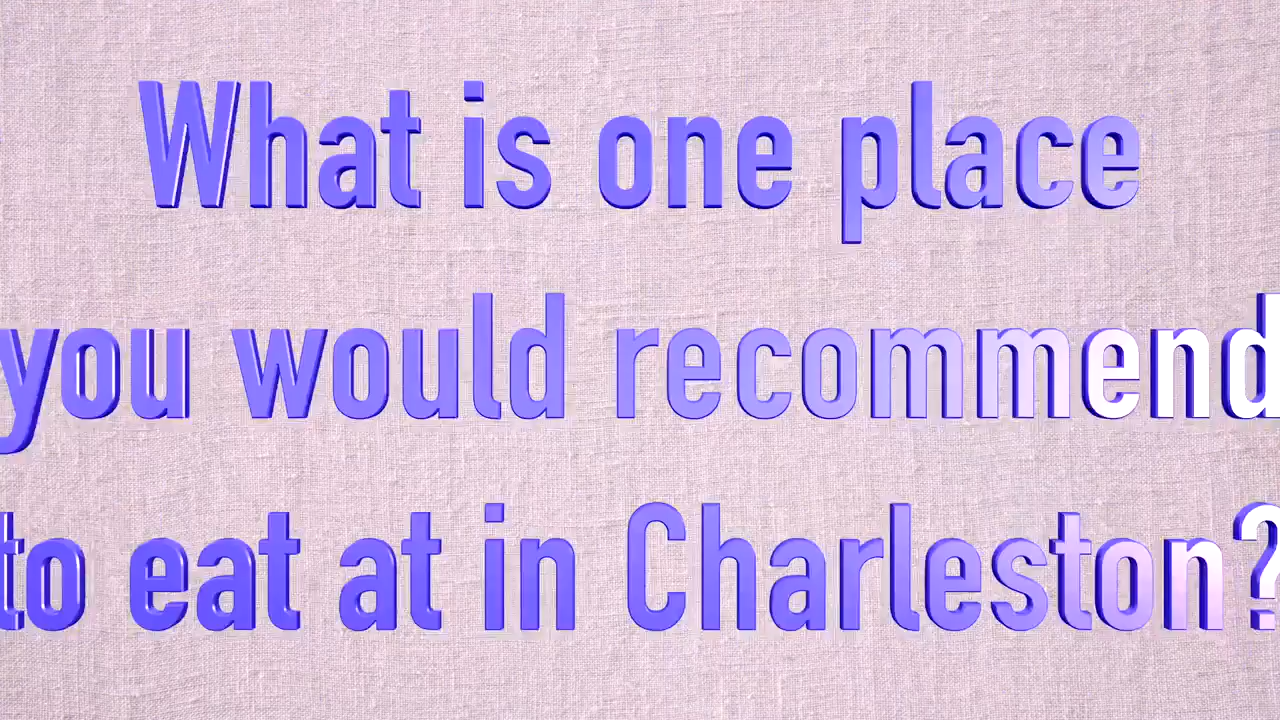 What is one place
you would recommend
to eat at in Charleston?